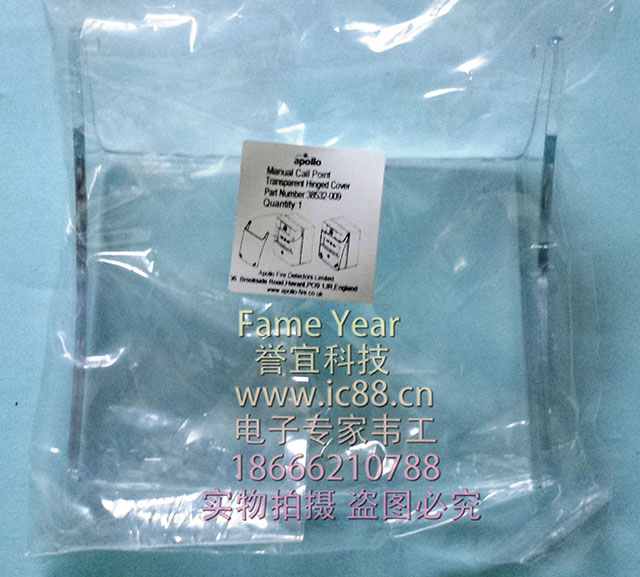 apollo
Manual Call Point
Transparent Hinged Cover
Part Number 38532-009
Quantity 1
Apollo Fire Detectors Limited
36 Brookside Road,Havant,PO9 1JR,England
www.apollo-fire.co.uk
Fame Year
誉宜科技
www.ic88.cn
电子专家韦工
18666210788
实物拍摄 盗图必究